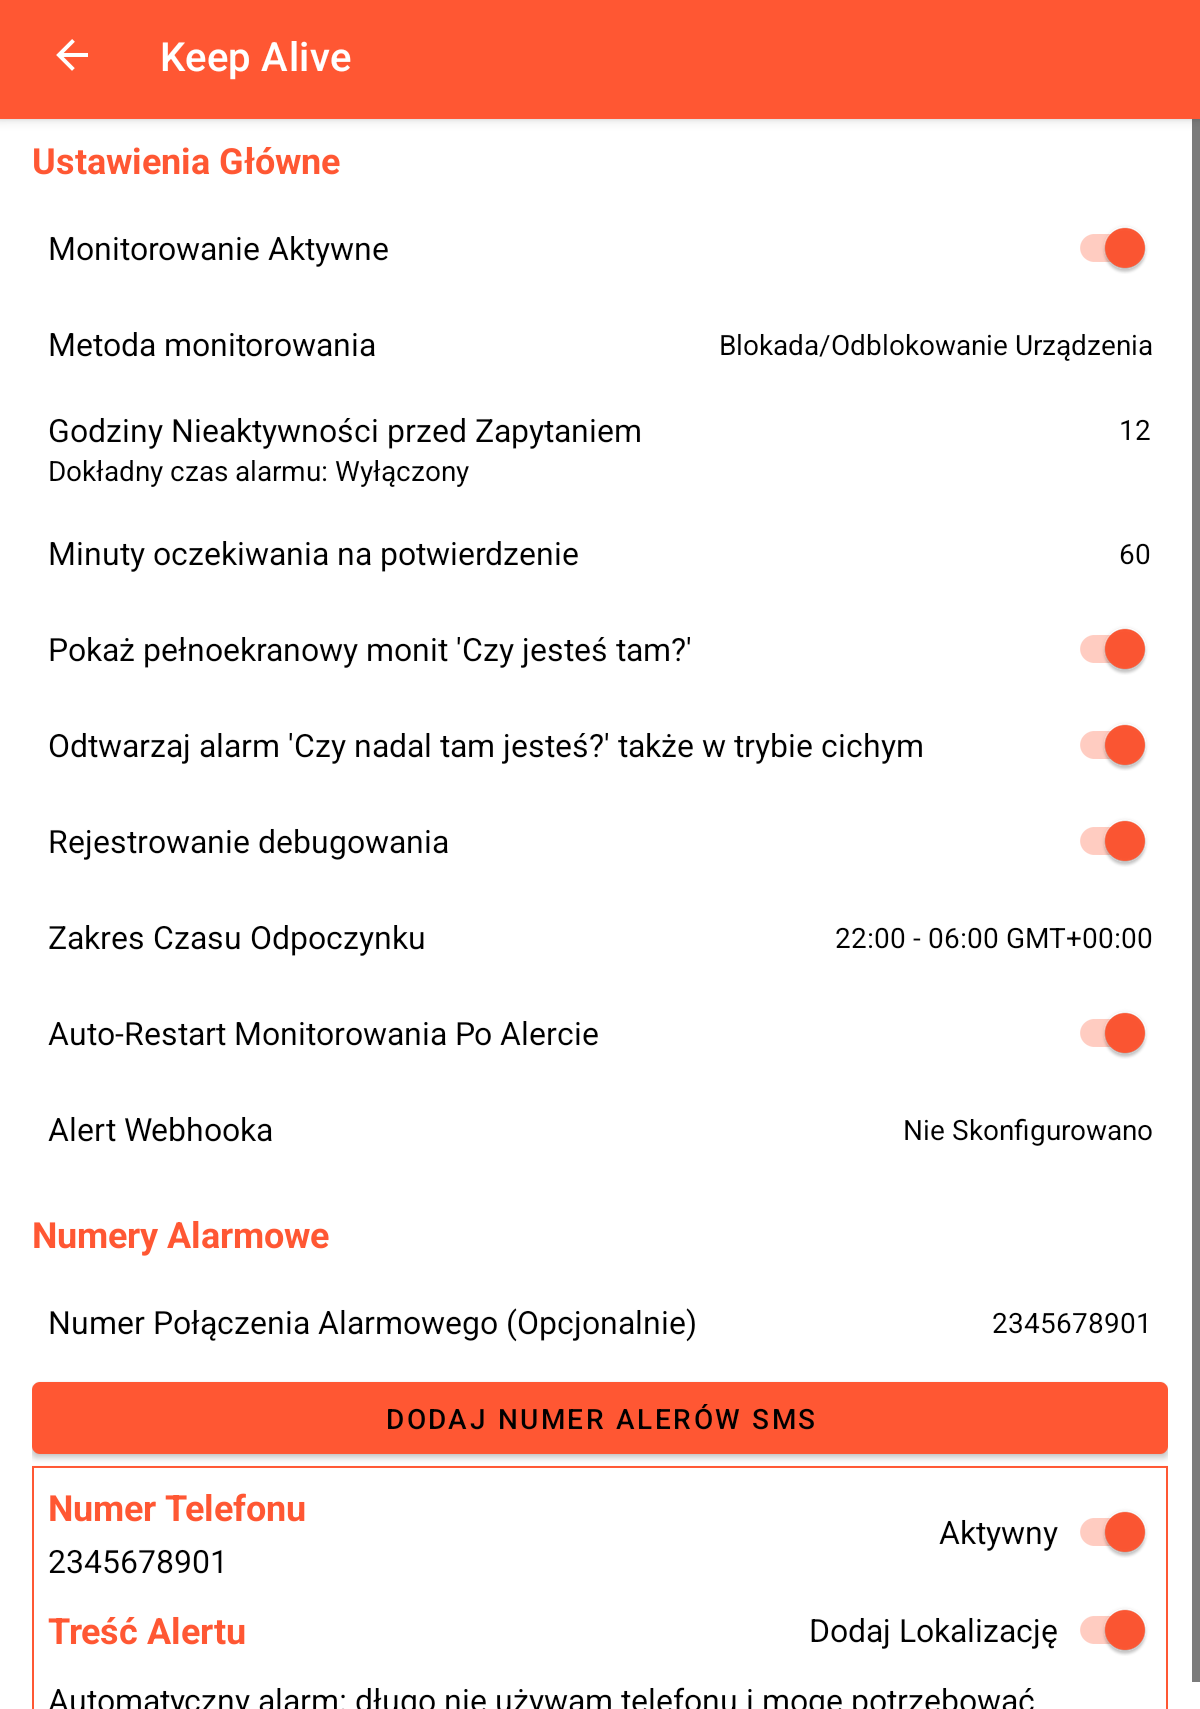 Keep Alive
Ustawienia Główne
Monitorowanie Aktywne
Metoda monitorowania
Blokada/Odblokowanie Urządzenia
Godziny Nieaktywności przed Zapytaniem
12
Dokładny czas alarmu: Wyłączony
Minuty oczekiwania na potwierdzenie
60
Pokaż pełnoekranowy monit 'Czy jesteś tam?'
Odtwarzaj alarm 'Czy nadal tam jesteś?' także w trybie cichym
Rejestrowanie debugowania
Zakres Czasu Odpoczynku
22:00 - 06:00 GMT+00:00
Auto-Restart Monitorowania Po Alercie
Alert Webhooka
Nie Skonfigurowano
Numery Alarmowe
Numer Połączenia Alarmowego (Opcjonalnie)
2345678901
DODAJ NUMER ALERÓW SMS
Numer Telefonu
Aktywny
2345678901
Treść Alertu
Dodaj Lokalizację
Automatyczny alarm: długo nie używam telefonu i mogę potrzebować